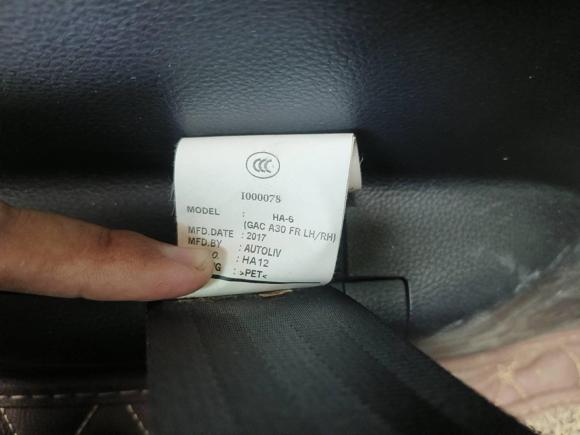 CCC
I000078
MODEL : HA-6
(GAC A30 FR LH/RH)
MFD.DATE : 2017
MFD.BY : AUTOLIV
O. : HA12
G : >PET<